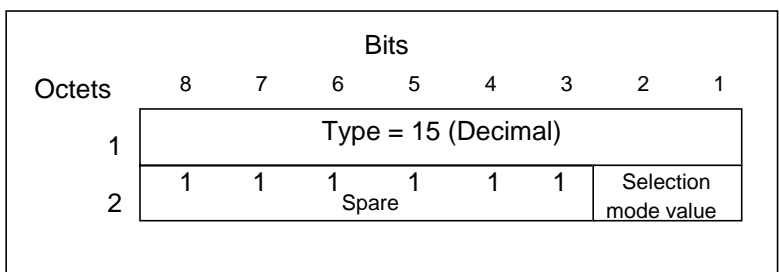 Bits
Octets 8 7 6 5 4 3 2 1
1 Type = 15 (Decimal)
2 1 1 1 1 1 1 Selection
Spare mode value